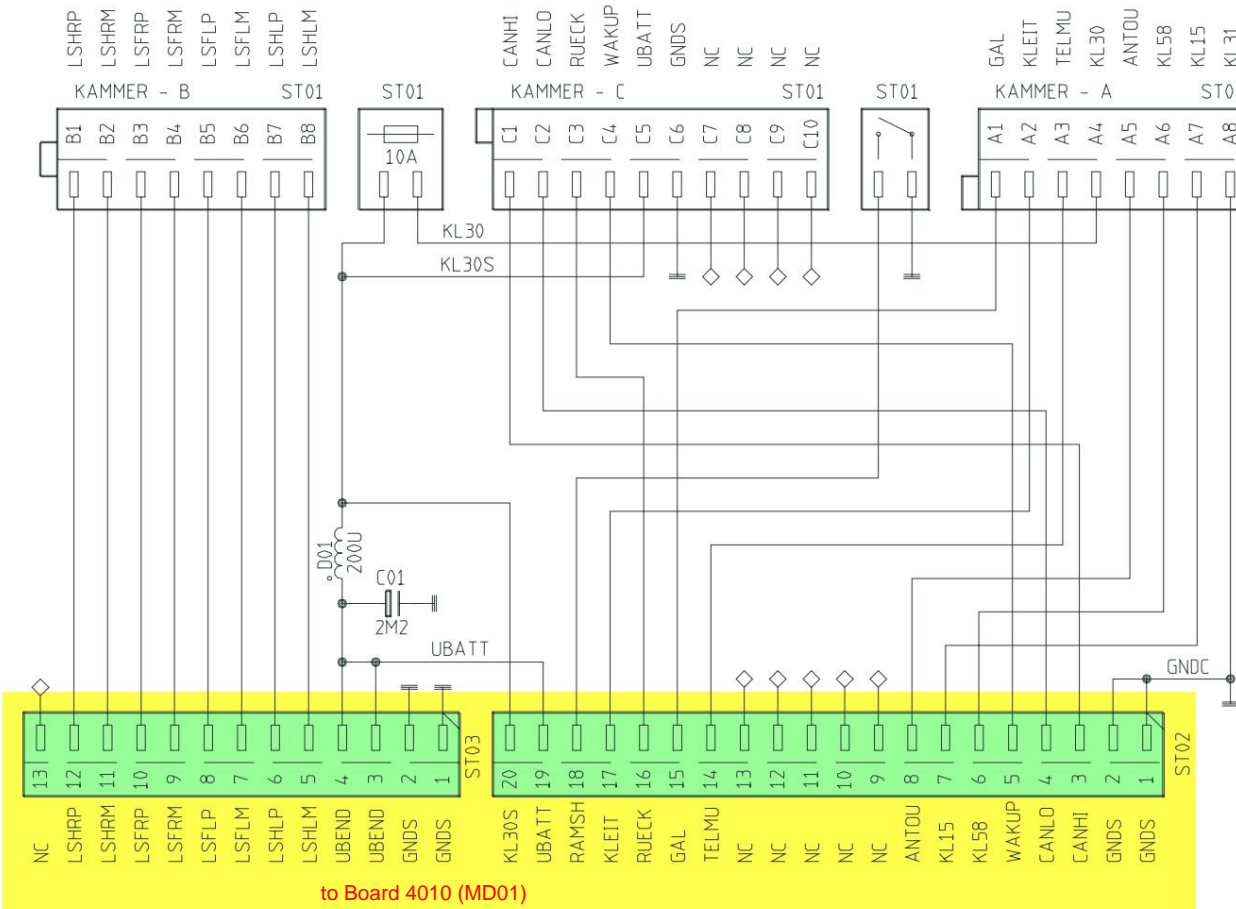 LSHRP LSHRM LSFRP LSFRM LSFLP LSFLM LSHLP LSHLM
CANHI CANLO RUECK WAKUP UBATT GNDS NC NC NC NC
GAL KLEIT TELMU KL30 ANTOU KL58 KL15 KL31
KAMMER - B ST01
ST01
KAMMER - C ST01
ST01
KAMMER - A
B1 B2 B3 B4 B5 B6 B7 B8
10A
C1 C2 C3 C4 C5 C6 C7 C8 C9 C10
A1 A2 A3 A4 A5 A6 A7 A8
KL30
KL30S
D01
200U
C01
2M2
UBATT
GNDC
13 12 11 10 9 8 7 6 5 4 3 2 1
ST03
20 19 18 17 16 15 14 13 12 11 10 9 8 7 6 5 4 3 2 1
ST02
NC LSHRP LSHRM LSFRP LSFRM LSFLP LSFLM LSHLP LSHLM UBEND UBEND GNDS GNDS
KL30S UBATT RAMSH KLEIT RUECK GAL TELMU NC NC NC NC NC ANTOU KL15 KL58 WAKUP CANLO CANHI GNDS GNDS
to Board 4010 (MD01)